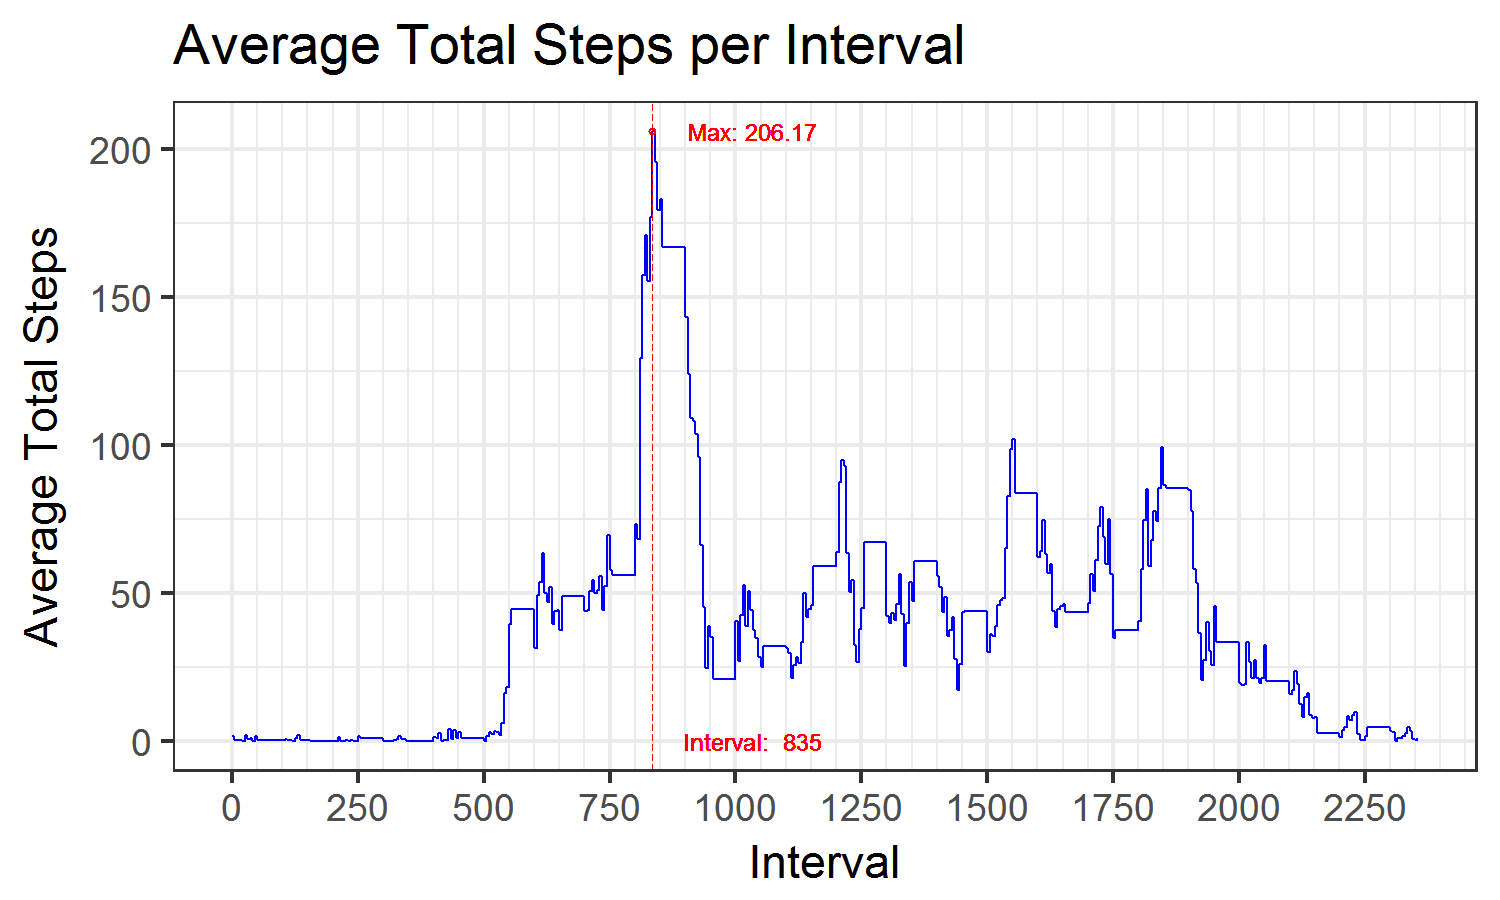 Average Total Steps per Interval
Max: 206.17
200
150
100
50
0
Average Total Steps
Interval:  835
0 250 500 750 1000 1250 1500 1750 2000 2250
Interval